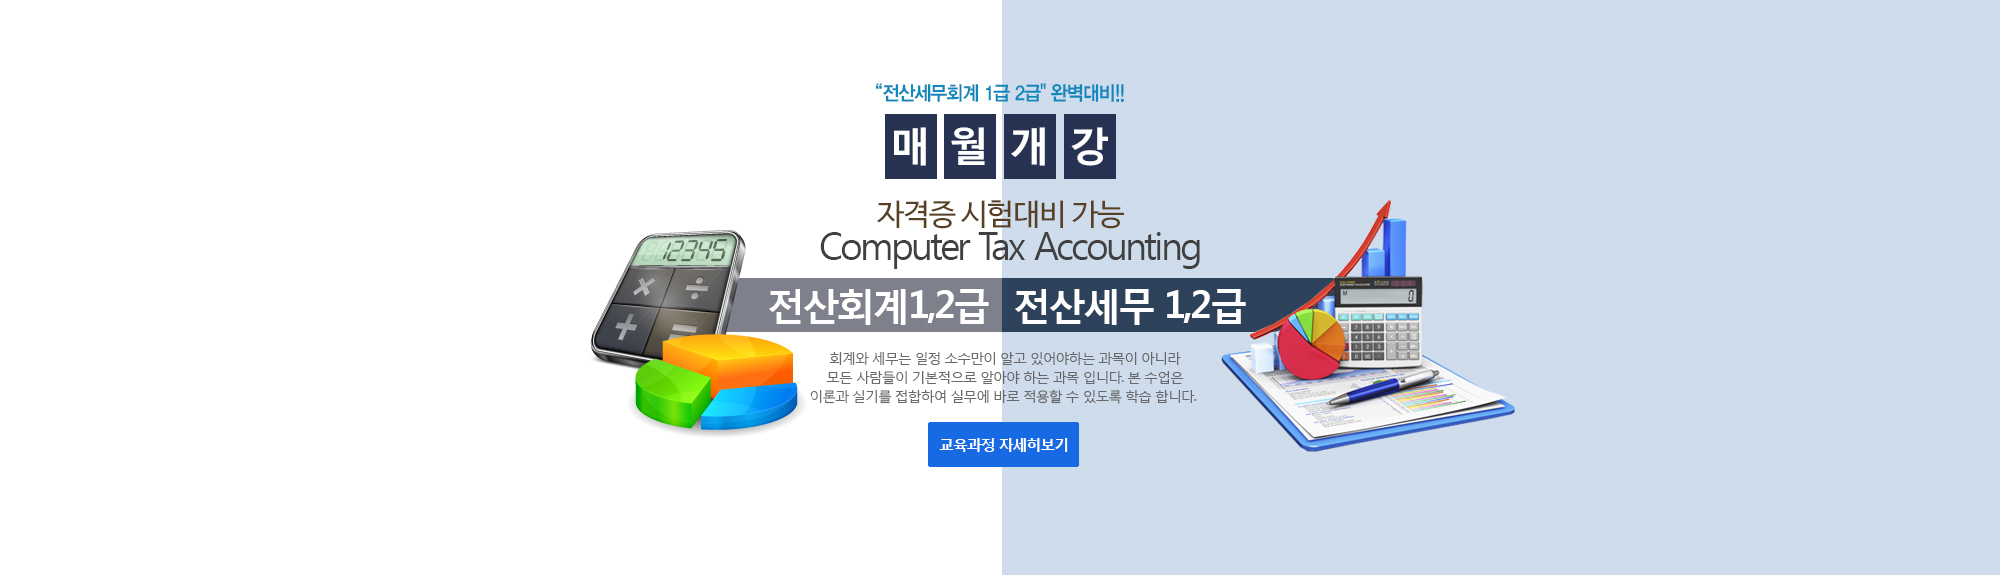 “전산세무회계 1급 2급" 완벽대비!!
매월개강
자격증 시험대비 가능
Computer Tax Accounting
12345
전산회계1,2급 전산세무 1,2급
회계와 세무는 일정 소수만이 알고 있어야하는 과목이 아니라
모든 사람들이 기본적으로 알아야 하는 과목 입니다. 본 수업은
이론과 실기를 접합하여 실무에 바로 적용할 수 있도록 학습 합니다.
교육과정 자세히보기